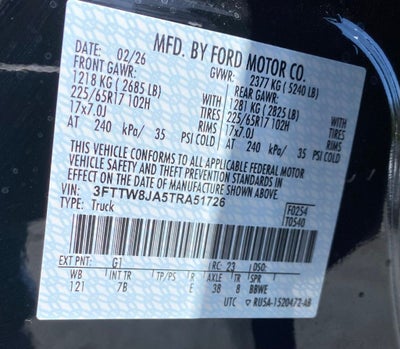 MFD. BY FORD MOTOR CO.
DATE: 02/26 GVWR: 2377 KG (5240 LB)
FRONT GAWR: REAR GAWR:
1218 KG (2685 LB) WITH 1281 KG (2825 LB) WITH
225/65R17 102H TIRES 225/65R17 102H TIRES
17x7.0J RIMS 17x7.0J RIMS
AT 240 kPa/ 35 PSI COLD AT 240 kPa/ 35 PSI COLD
THIS VEHICLE CONFORMS TO ALL APPLICABLE FEDERAL MOTOR
VEHICLE SAFETY AND THEFT PREVENTION STANDARDS IN
EFFECT ON THE DATE OF MANUFACTURE SHOWN ABOVE.
VIN: 3FTTW8JA5TRA51726
TYPE: Truck F0254
T0540
EXT PNT: G1 RC: 23 DSO:
WB INT TR TP/PS R AXLE TR SPR
121 7B E 38 8 BBWE
UTC RU5A-1520472-AB